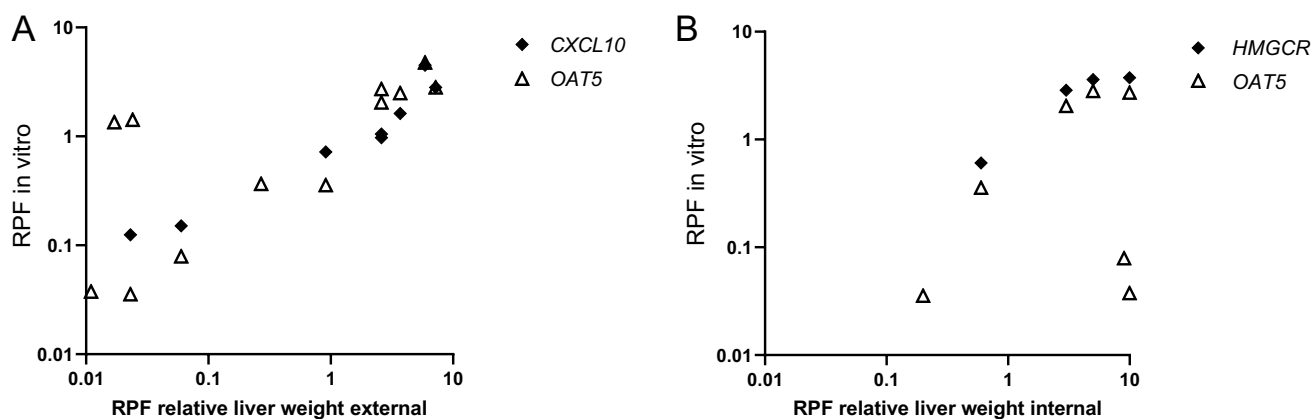 A
CXCL10
OAT5
RPF in vitro
10
1
0.1
0.01
0.01 0.1 1 10
RPF relative liver weight external
B
HMGCR
OAT5
RPF in vitro
10
1
0.1
0.01
0.01 0.1 1 10
RPF relative liver weight internal